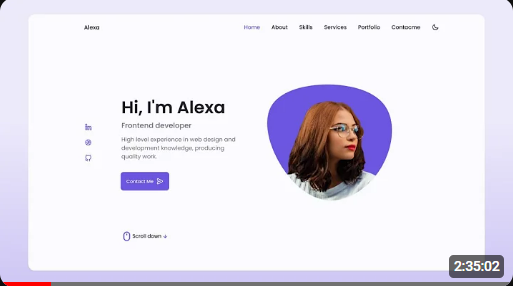 Alexa
Home About Skills Services Portfolio Contacme
Hi, I'm Alexa
Frontend developer
High level experience in web design and
development knowledge, producing
quality work.
Contact Me
Scroll down
2:35:02